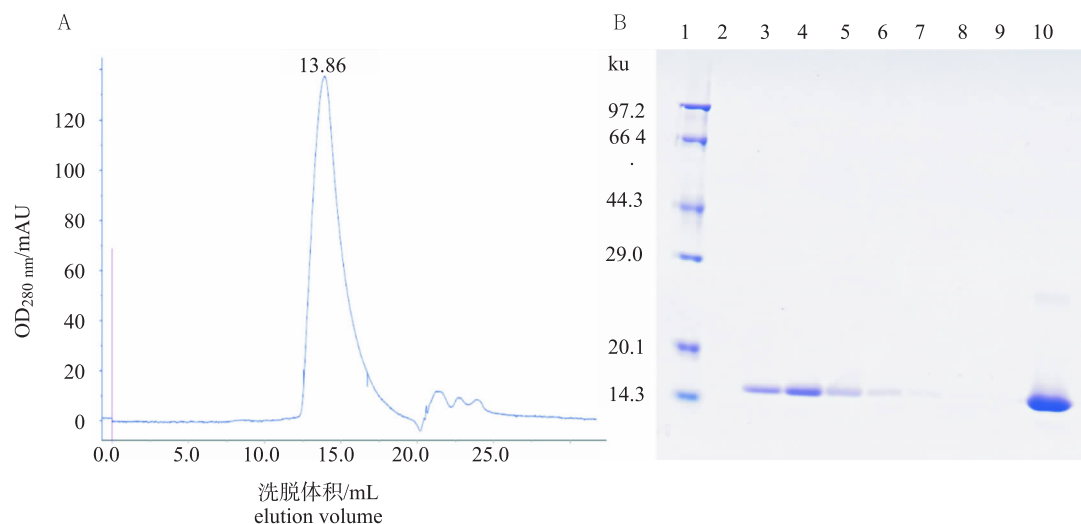 A
13.86
120
100
80
60
40
20
0
OD280 nm/mAU
0.0 5.0 10.0 15.0 20.0 25.0
洗脱体积/mL
elution volume
B
1 2 3 4 5 6 7 8 9 10
ku
97.2
66 4
.
44.3
29.0
20.1
14.3